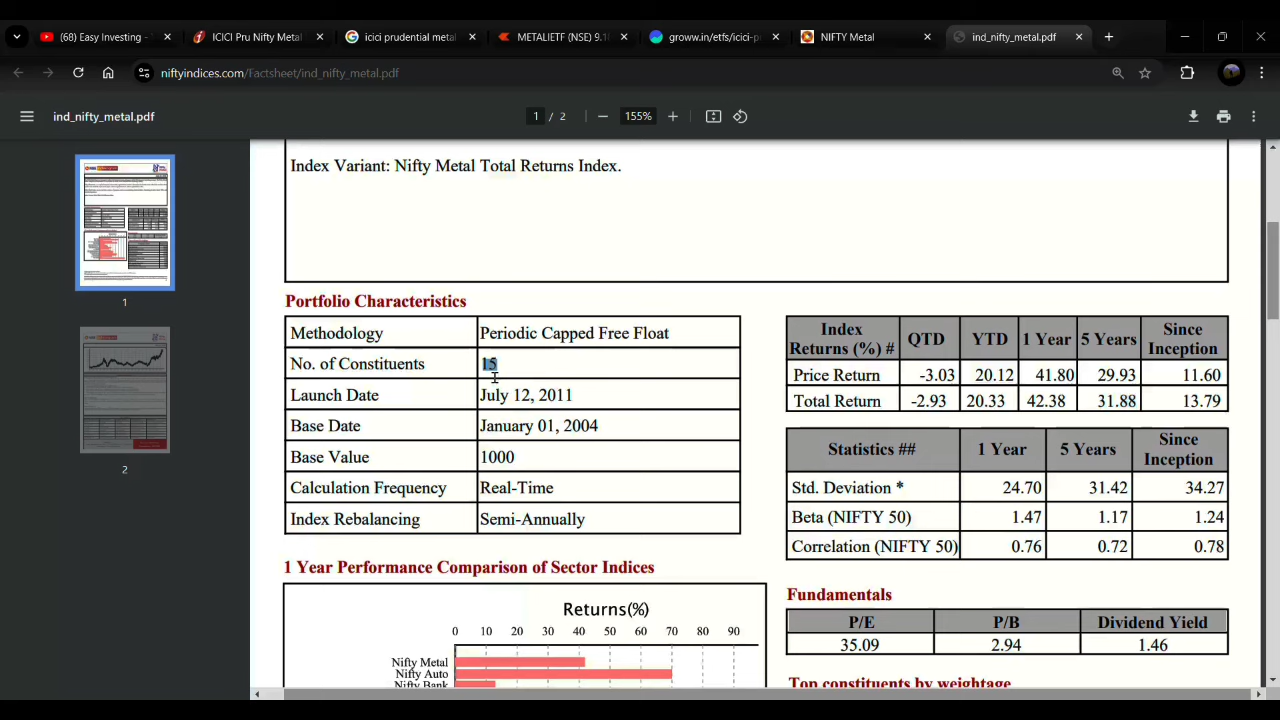 (68) Easy Investing -
ICICI Pru Nifty Metal
icici prudential metal
METALIETF (NSE) 9.1
groww.in/etfs/icici-p
NIFTY Metal
ind_nifty_metal.pdf
niftyindices.com/Factsheet/ind_nifty_metal.pdf
ind_nifty_metal.pdf
1 / 2
155%
1
2
Index Variant: Nifty Metal Total Returns Index.
Portfolio Characteristics
Methodology Periodic Capped Free Float
No. of Constituents 15
Launch Date July 12, 2011
Base Date January 01, 2004
Base Value 1000
Calculation Frequency Real-Time
Index Rebalancing Semi-Annually
Index Returns (%) # QTD YTD 1 Year 5 Years Since Inception
Price Return -3.03 20.12 41.80 29.93 11.60
Total Return -2.93 20.33 42.38 31.88 13.79
Statistics ## 1 Year 5 Years Since Inception
Std. Deviation * 24.70 31.42 34.27
Beta (NIFTY 50) 1.47 1.17 1.24
Correlation (NIFTY 50) 0.76 0.72 0.78
1 Year Performance Comparison of Sector Indices
Returns(%)
0 10 20 30 40 50 60 70 80 90
Nifty Metal
Nifty Auto
Nifty Bank
Fundamentals
P/E P/B Dividend Yield
35.09 2.94 1.46
Top constituents by weightage